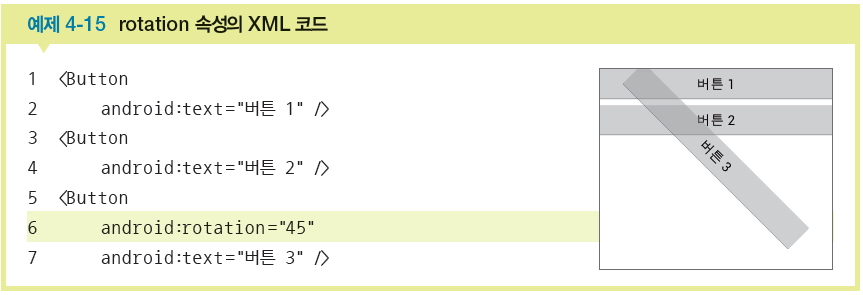 예제 4-15 rotation 속성의 XML 코드
1 <Button
2 android:text="버튼 1" />
3 <Button
4 android:text="버튼 2" />
5 <Button
6 android:rotation="45"
7 android:text="버튼 3" />
버튼 1
버튼 2
버튼 3